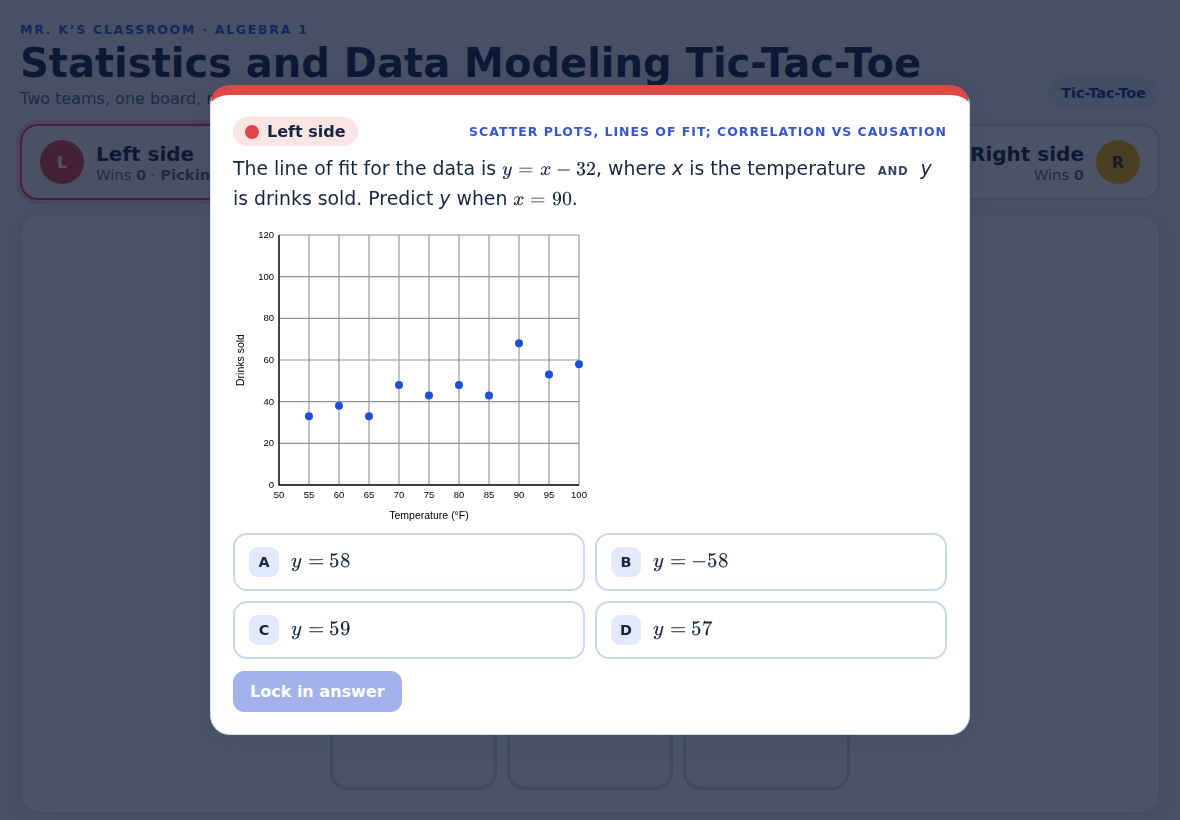 MR. K'S CLASSROOM · ALGEBRA 1
Statistics and Data Modeling Tic-Tac-Toe
Two teams, one board,
Tic-Tac-Toe
L
Left side
Wins 0 · Pickin
Right side
Wins 0
R
Left side
SCATTER PLOTS, LINES OF FIT; CORRELATION VS CAUSATION
The line of fit for the data is y = x − 32, where x is the temperature AND y
is drinks sold. Predict y when x = 90.
120
100
80
60
40
20
0
Drinks sold
50 55 60 65 70 75 80 85 90 95 100
Temperature (°F)
A y = 58
B y = −58
C y = 59
D y = 57
Lock in answer